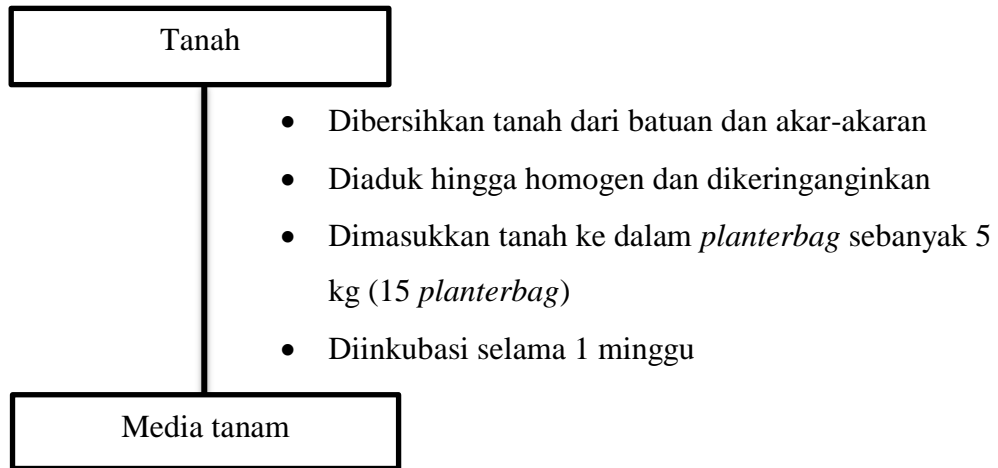 Tanah
• Dibersihkan tanah dari batuan dan akar-akaran
• Diaduk hingga homogen dan dikeringanginkan
• Dimasukkan tanah ke dalam planterbag sebanyak 5
kg (15 planterbag)
• Diinkubasi selama 1 minggu
Media tanam